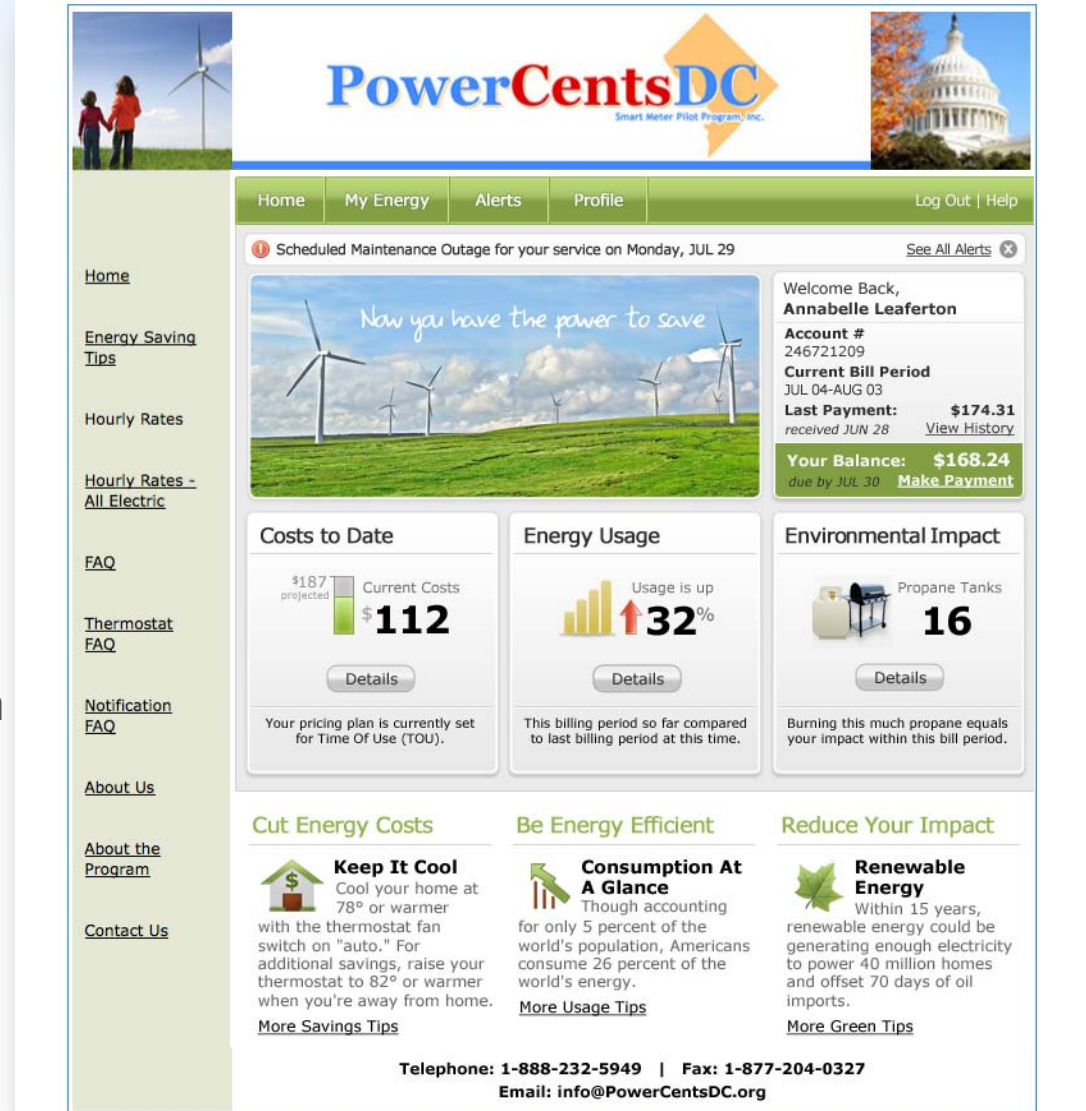 PowerCentsDC
Smart Meter Pilot Program, Inc.
Home My Energy Alerts Profile Log Out | Help
Scheduled Maintenance Outage for your service on Monday, JUL 29 See All Alerts
Home
Energy Saving
Tips
Hourly Rates
Hourly Rates -
All Electric
FAQ
Thermostat
FAQ
Notification
FAQ
About Us
About the
Program
Contact Us
Now you have the power to save
Welcome Back,
Annabelle Leaferton
Account #
246721209
Current Bill Period
JUL 04-AUG 03
Last Payment: $174.31
received JUN 28 View History
Your Balance: $168.24
due by JUL 30 Make Payment
Costs to Date
$187
projected
Current Costs
$112
Details
Your pricing plan is currently set
for Time Of Use (TOU).
Energy Usage
Usage is up
32%
Details
This billing period so far compared
to last billing period at this time.
Environmental Impact
Propane Tanks
16
Details
Burning this much propane equals
your impact within this bill period.
Cut Energy Costs
$
Keep It Cool
Cool your home at
78° or warmer
with the thermostat fan
switch on "auto." For
additional savings, raise your
thermostat to 82° or warmer
when you're away from home.
More Savings Tips
Be Energy Efficient
Consumption At
A Glance
Though accounting
for only 5 percent of the
world's population, Americans
consume 26 percent of the
world's energy.
More Usage Tips
Reduce Your Impact
Renewable
Energy
Within 15 years,
renewable energy could be
generating enough electricity
to power 40 million homes
and offset 70 days of oil
imports.
More Green Tips
Telephone: 1-888-232-5949 | Fax: 1-877-204-0327
Email: info@PowerCentsDC.org